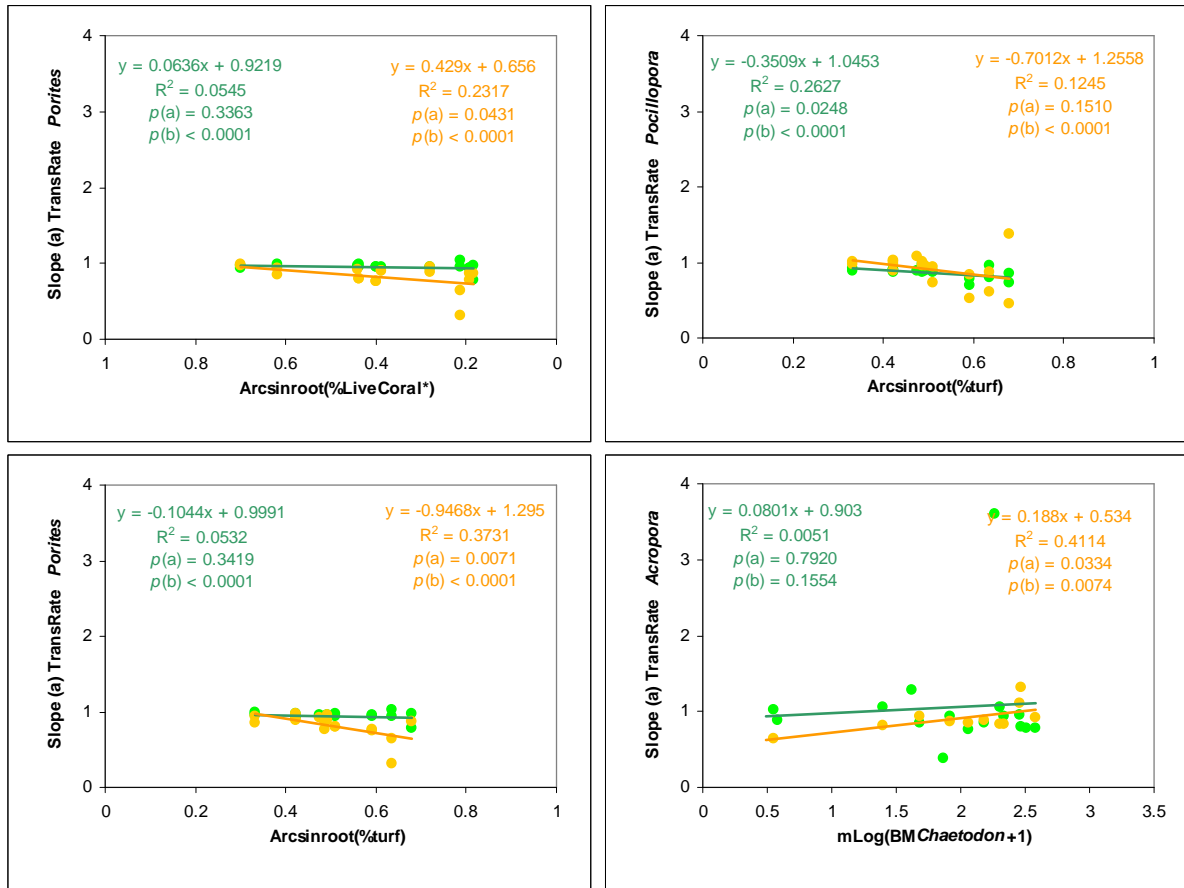 4
3
2
1
0
Slope (a) TransRate Porites
y = 0.0636x + 0.9219
R² = 0.0545
p(a) = 0.3363
p(b) < 0.0001
y = 0.429x + 0.656
R² = 0.2317
p(a) = 0.0431
p(b) < 0.0001
1 0.8 0.6 0.4 0.2 0
Arcsinroot(%LiveCoral*)
4
3
2
1
0
Slope (a) TransRate Pocillopora
y = -0.3509x + 1.0453
R² = 0.2627
p(a) = 0.0248
p(b) < 0.0001
y = -0.7012x + 1.2558
R² = 0.1245
p(a) = 0.1510
p(b) < 0.0001
0 0.2 0.4 0.6 0.8 1
Arcsinroot(%turf)
4
3
2
1
0
Slope (a) TransRate Porites
y = -0.1044x + 0.9991
R² = 0.0532
p(a) = 0.3419
p(b) < 0.0001
y = -0.9468x + 1.295
R² = 0.3731
p(a) = 0.0071
p(b) < 0.0001
0 0.2 0.4 0.6 0.8 1
Arcsinroot(%turf)
4
3
2
1
0
Slope (a) TransRate Acropora
y = 0.0801x + 0.903
R² = 0.0051
p(a) = 0.7920
p(b) = 0.1554
y = 0.188x + 0.534
R² = 0.4114
p(a) = 0.0334
p(b) = 0.0074
0 0.5 1 1.5 2 2.5 3 3.5
mLog(BMChaetodon+1)